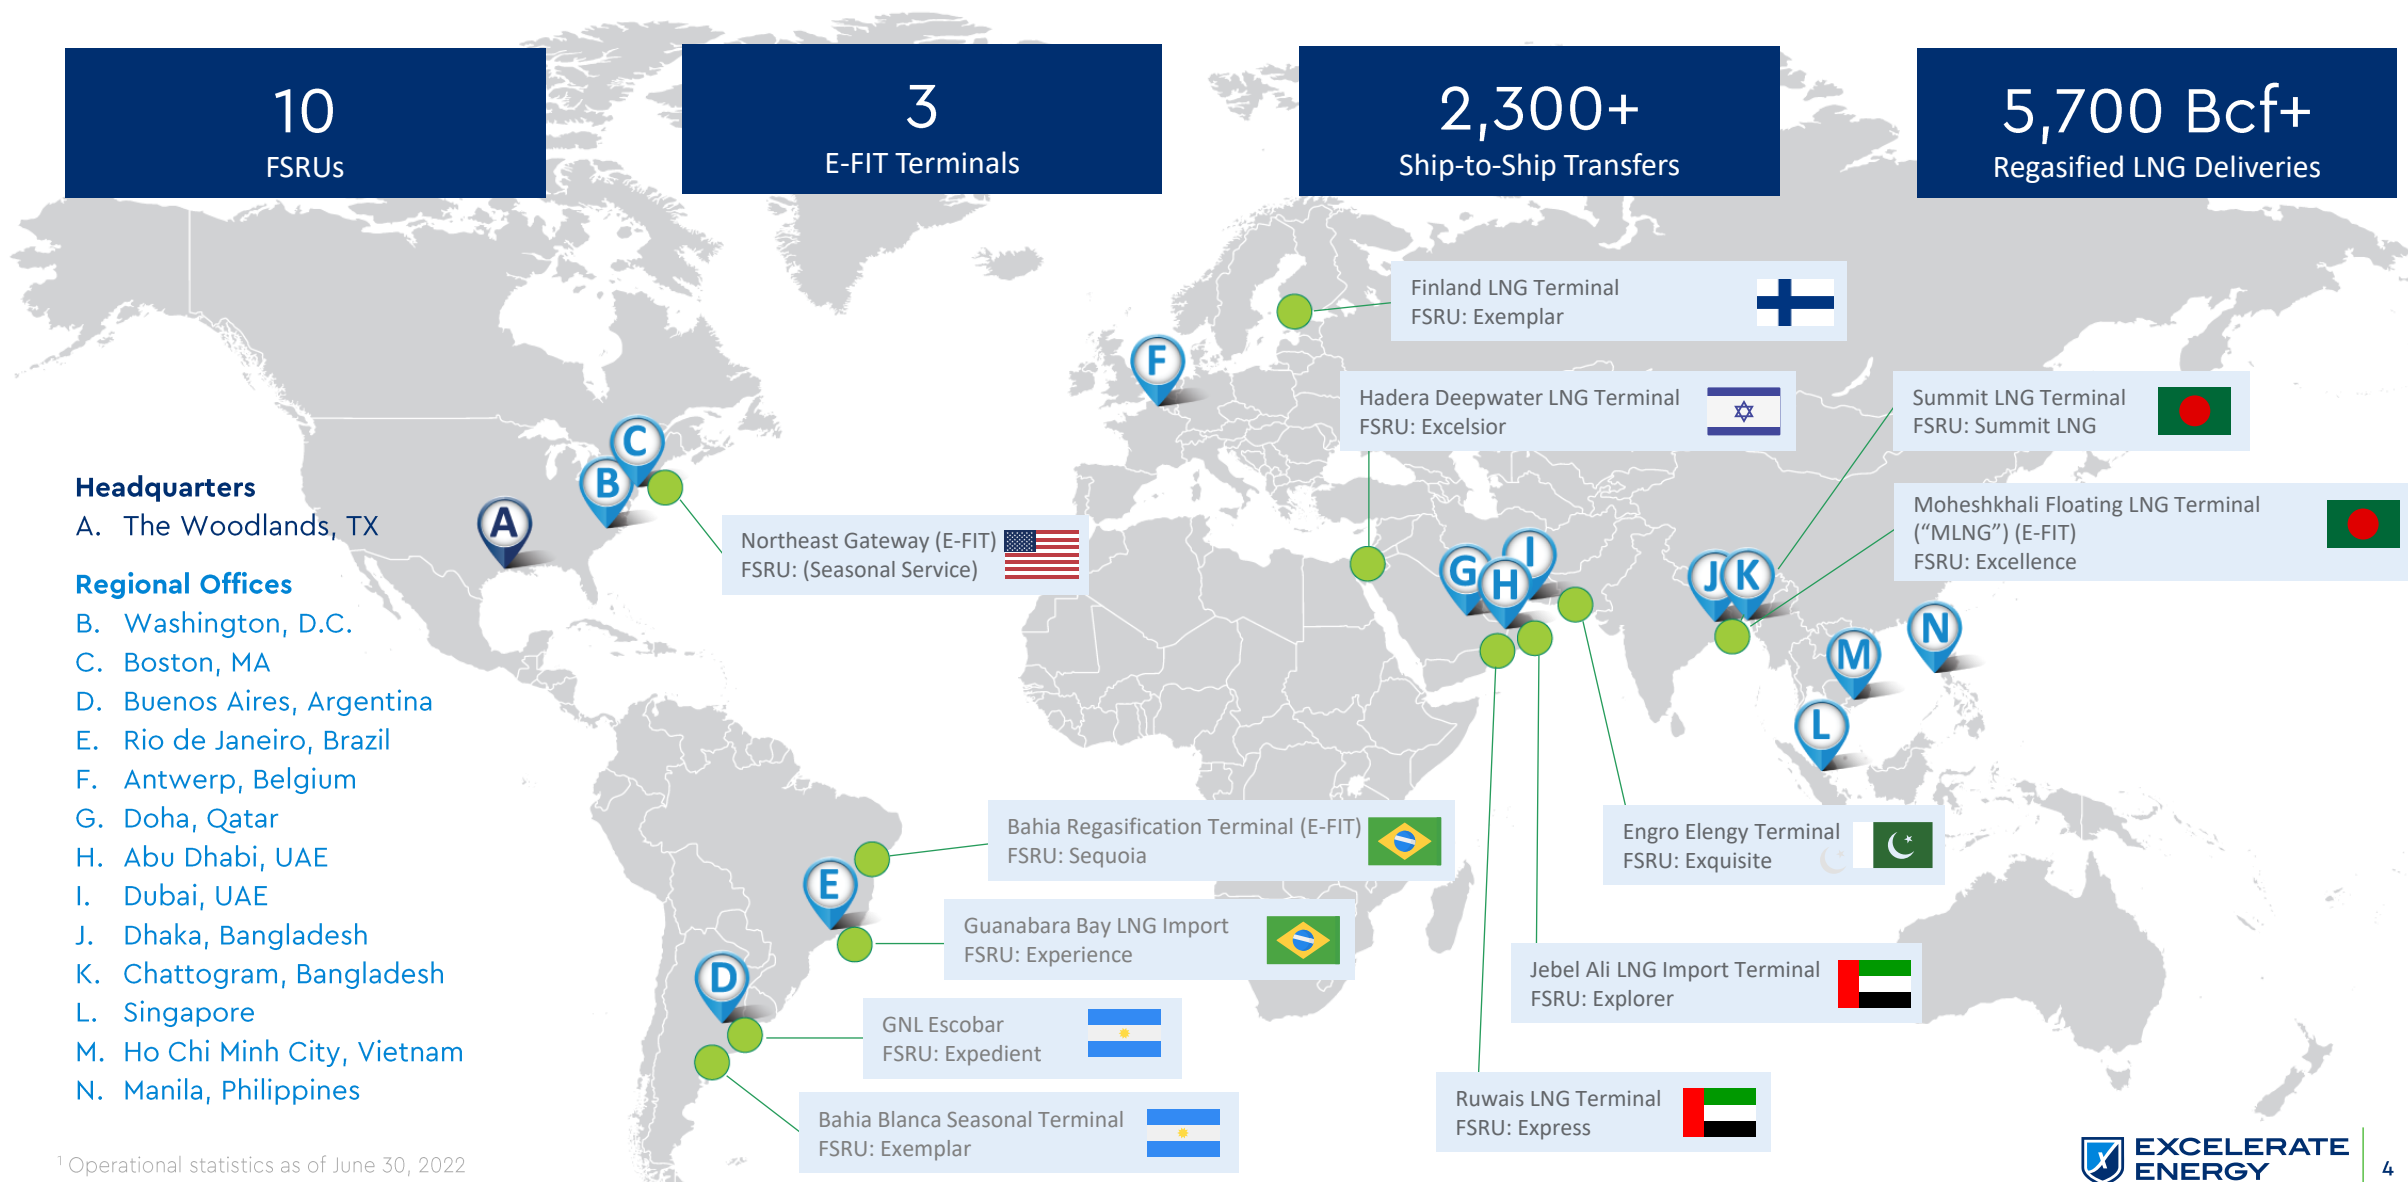 10
FSRUs
3
E-FIT Terminals
2,300+
Ship-to-Ship Transfers
5,700 Bcf+
Regasified LNG Deliveries
Finland LNG Terminal
FSRU: Exemplar
Hadera Deepwater LNG Terminal
FSRU: Excelsior
Summit LNG Terminal
FSRU: Summit LNG
Moheshkhali Floating LNG Terminal
(“MLNG”) (E-FIT)
FSRU: Excellence
Northeast Gateway (E-FIT)
FSRU: (Seasonal Service)
Headquarters
A. The Woodlands, TX
Regional Offices
B. Washington, D.C.
C. Boston, MA
D. Buenos Aires, Argentina
E. Rio de Janeiro, Brazil
F. Antwerp, Belgium
G. Doha, Qatar
H. Abu Dhabi, UAE
I. Dubai, UAE
J. Dhaka, Bangladesh
K. Chattogram, Bangladesh
L. Singapore
M. Ho Chi Minh City, Vietnam
N. Manila, Philippines
A
B
C
D
E
F
G
H
I
J
K
L
M
N
Bahia Regasification Terminal (E-FIT)
FSRU: Sequoia
Guanabara Bay LNG Import
FSRU: Experience
GNL Escobar
FSRU: Expedient
Bahia Blanca Seasonal Terminal
FSRU: Exemplar
Engro Elengy Terminal
FSRU: Exquisite
Jebel Ali LNG Import Terminal
FSRU: Explorer
Ruwais LNG Terminal
FSRU: Express
1 Operational statistics as of June 30, 2022
EXCELERATE
ENERGY
4